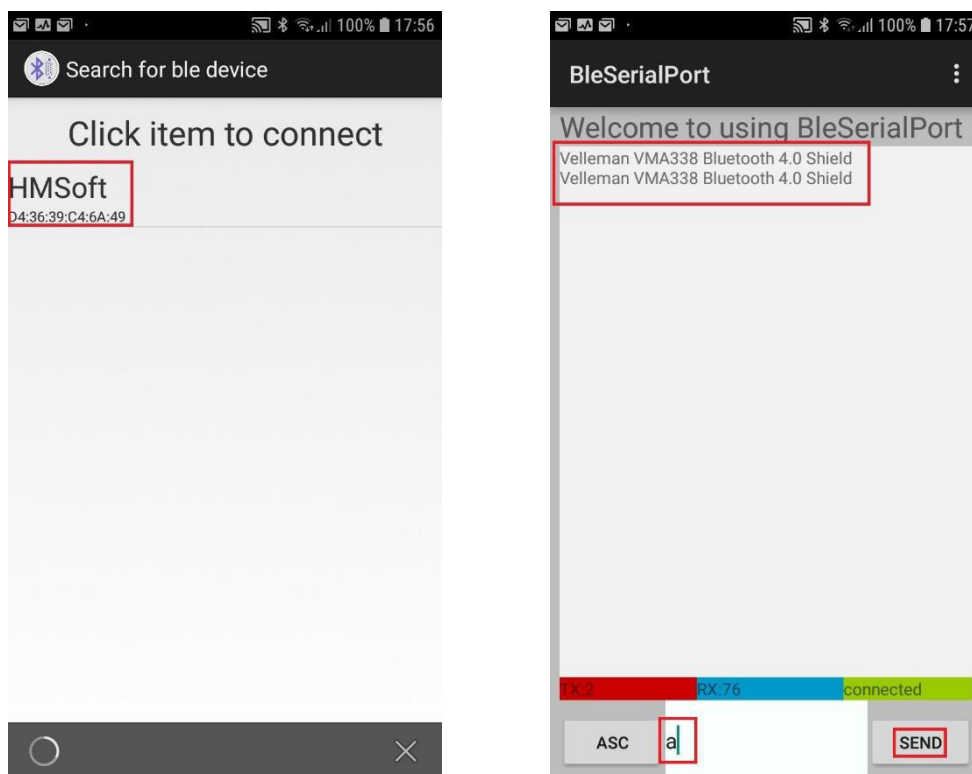 100% 17:56
Search for ble device
Click item to connect
HMSoft
D4:36:39:C4:6A:49
100% 17:57
BleSerialPort
Welcome to using BleSerialPort
Velleman VMA338 Bluetooth 4.0 Shield
Velleman VMA338 Bluetooth 4.0 Shield
TX:2 RX:76 connected
ASC a SEND